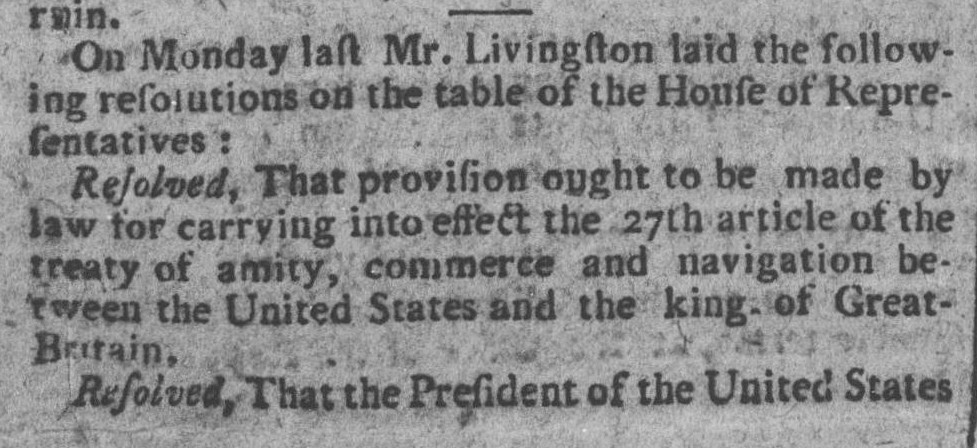 rmin.
On Monday laſt Mr. Livingſton laid the follow-
ing reſolutions on the table of the Houſe of Repre-
ſentatives :
Reſolved, That proviſion ought to be made by
law for carrying into effect the 27th article of the
treaty of amity, commerce and navigation be-
tween the United States and the king. of Great-
Britain.
Reſolved, That the Preſident of the United States